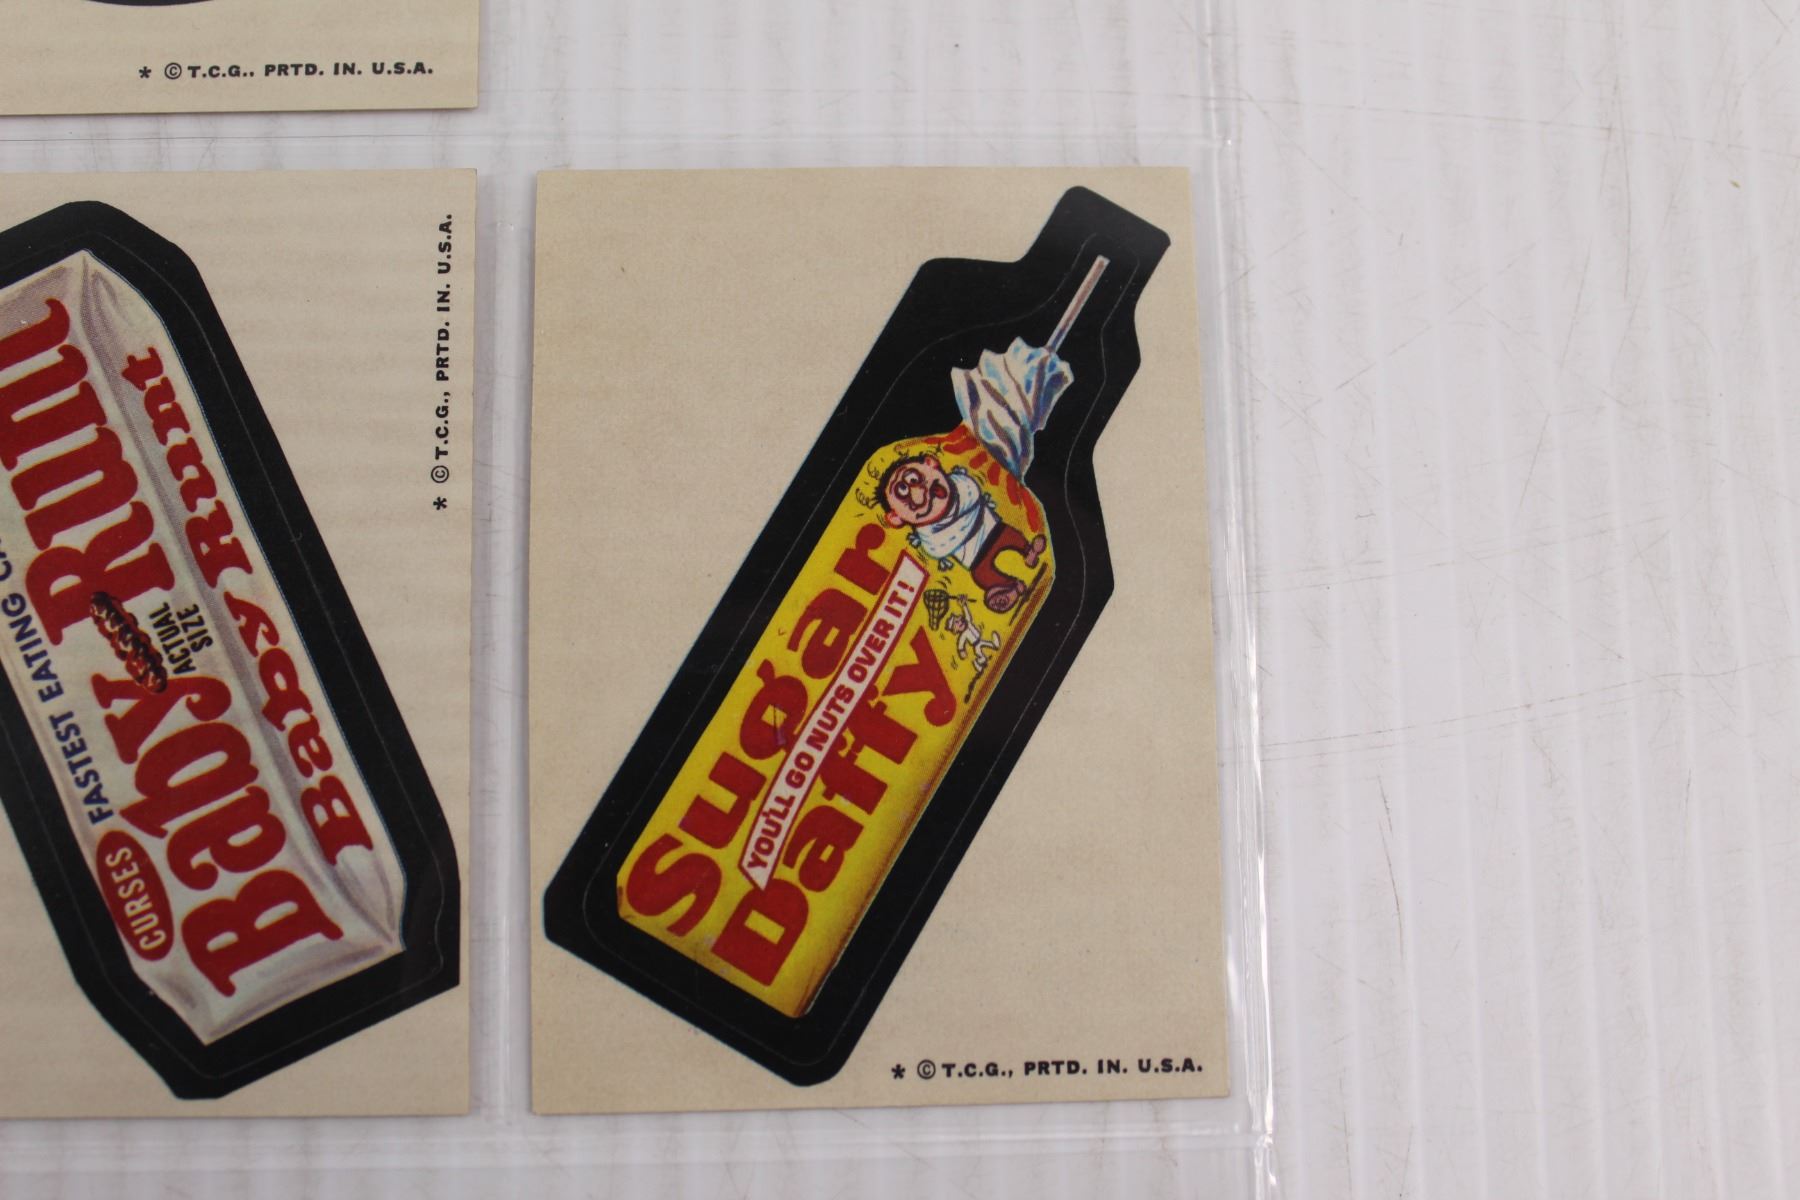 * © T.C.G.. PRTD. IN. U.S.A.
* © T.C.G., PRTD. IN. U.S.A.
CURSES
FASTEST EATING
Baby Ruin
ACTUAL
SIZE
Baby Runt
Sugar
YOU'LL GO NUTS OVER IT!
Daffy
* © T.C.G., PRTD. IN. U.S.A.